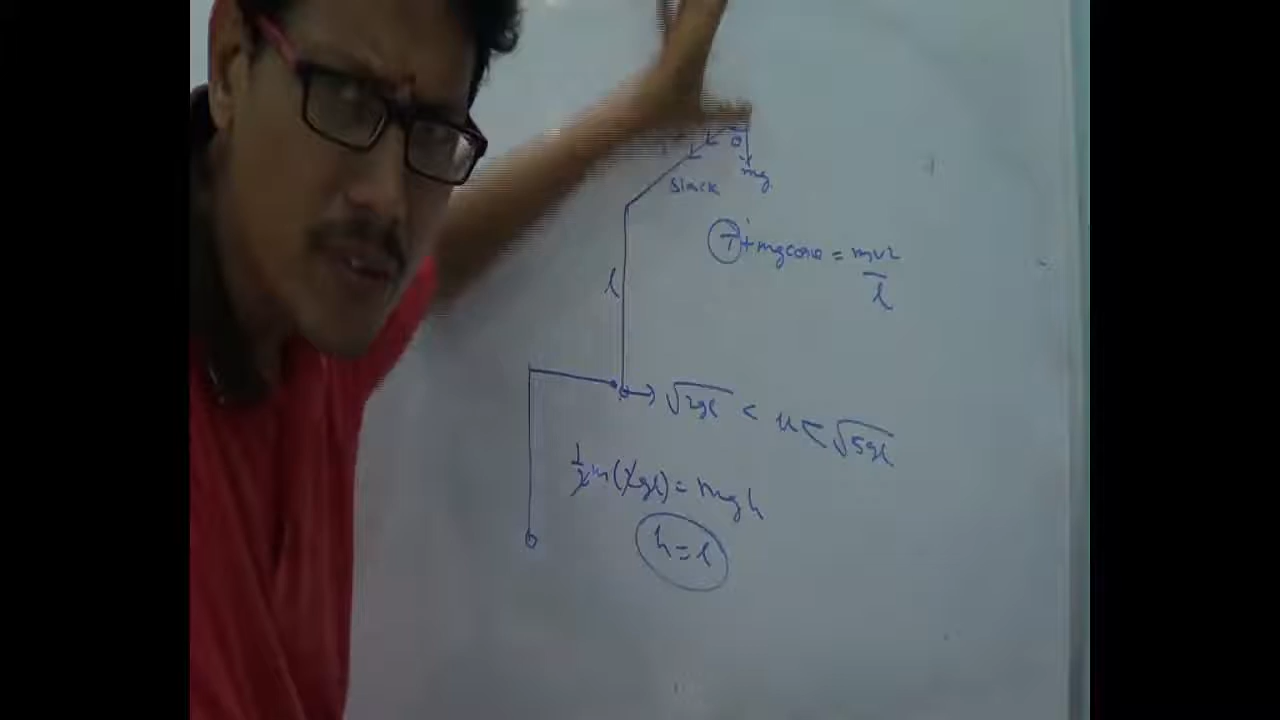 θ
mg
slack
T + mg cosθ = mv2
l
l
√2gl < u < √5gl
1/2 m(2gl) = mgh
h = l